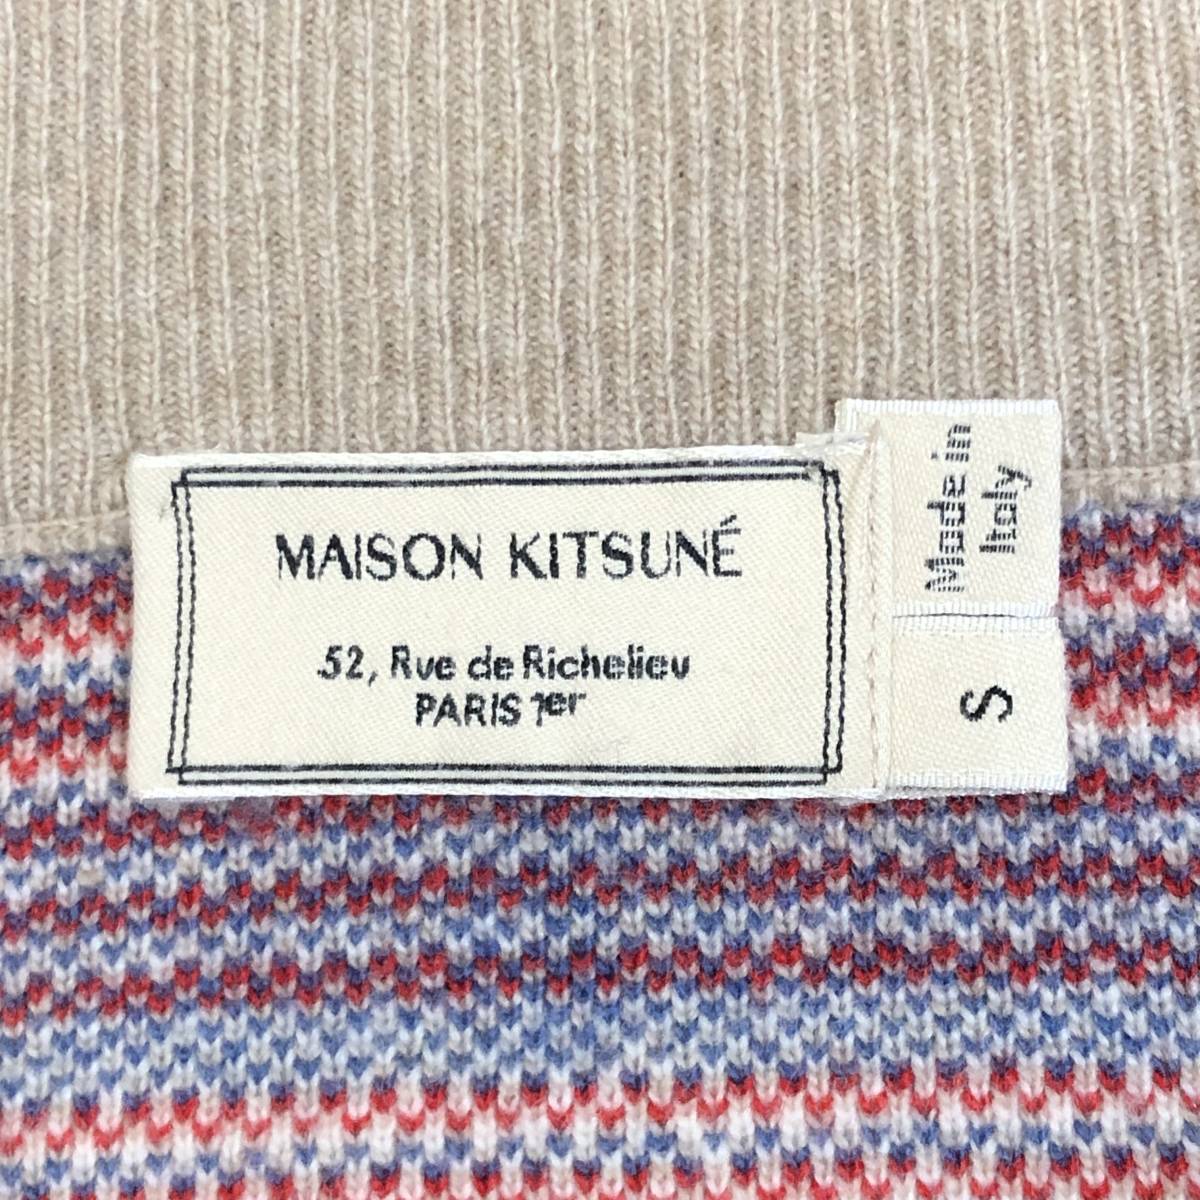 MAISON KITSUNÉ
52, Rue de Richelieu
PARIS 1er
Made in
Italy
S